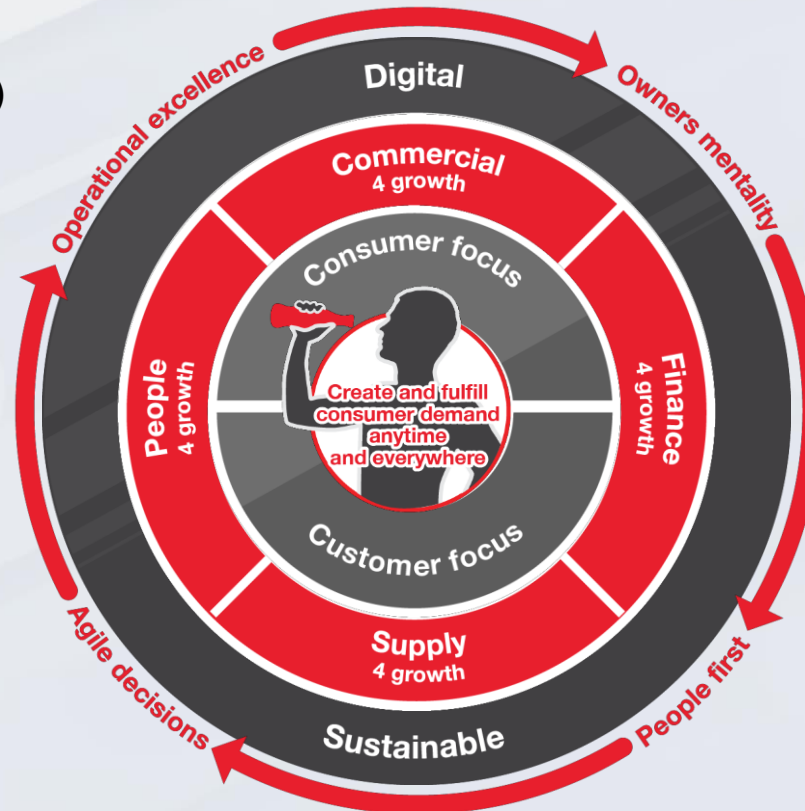 Operational excellence
Owners mentality
Digital
Commercial
4 growth
Consumer focus
People
4 growth
Create and fulfill
consumer demand
anytime
and everywhere
Finance
4 growth
Customer focus
Supply
4 growth
Sustainable
Agile decisions
People first